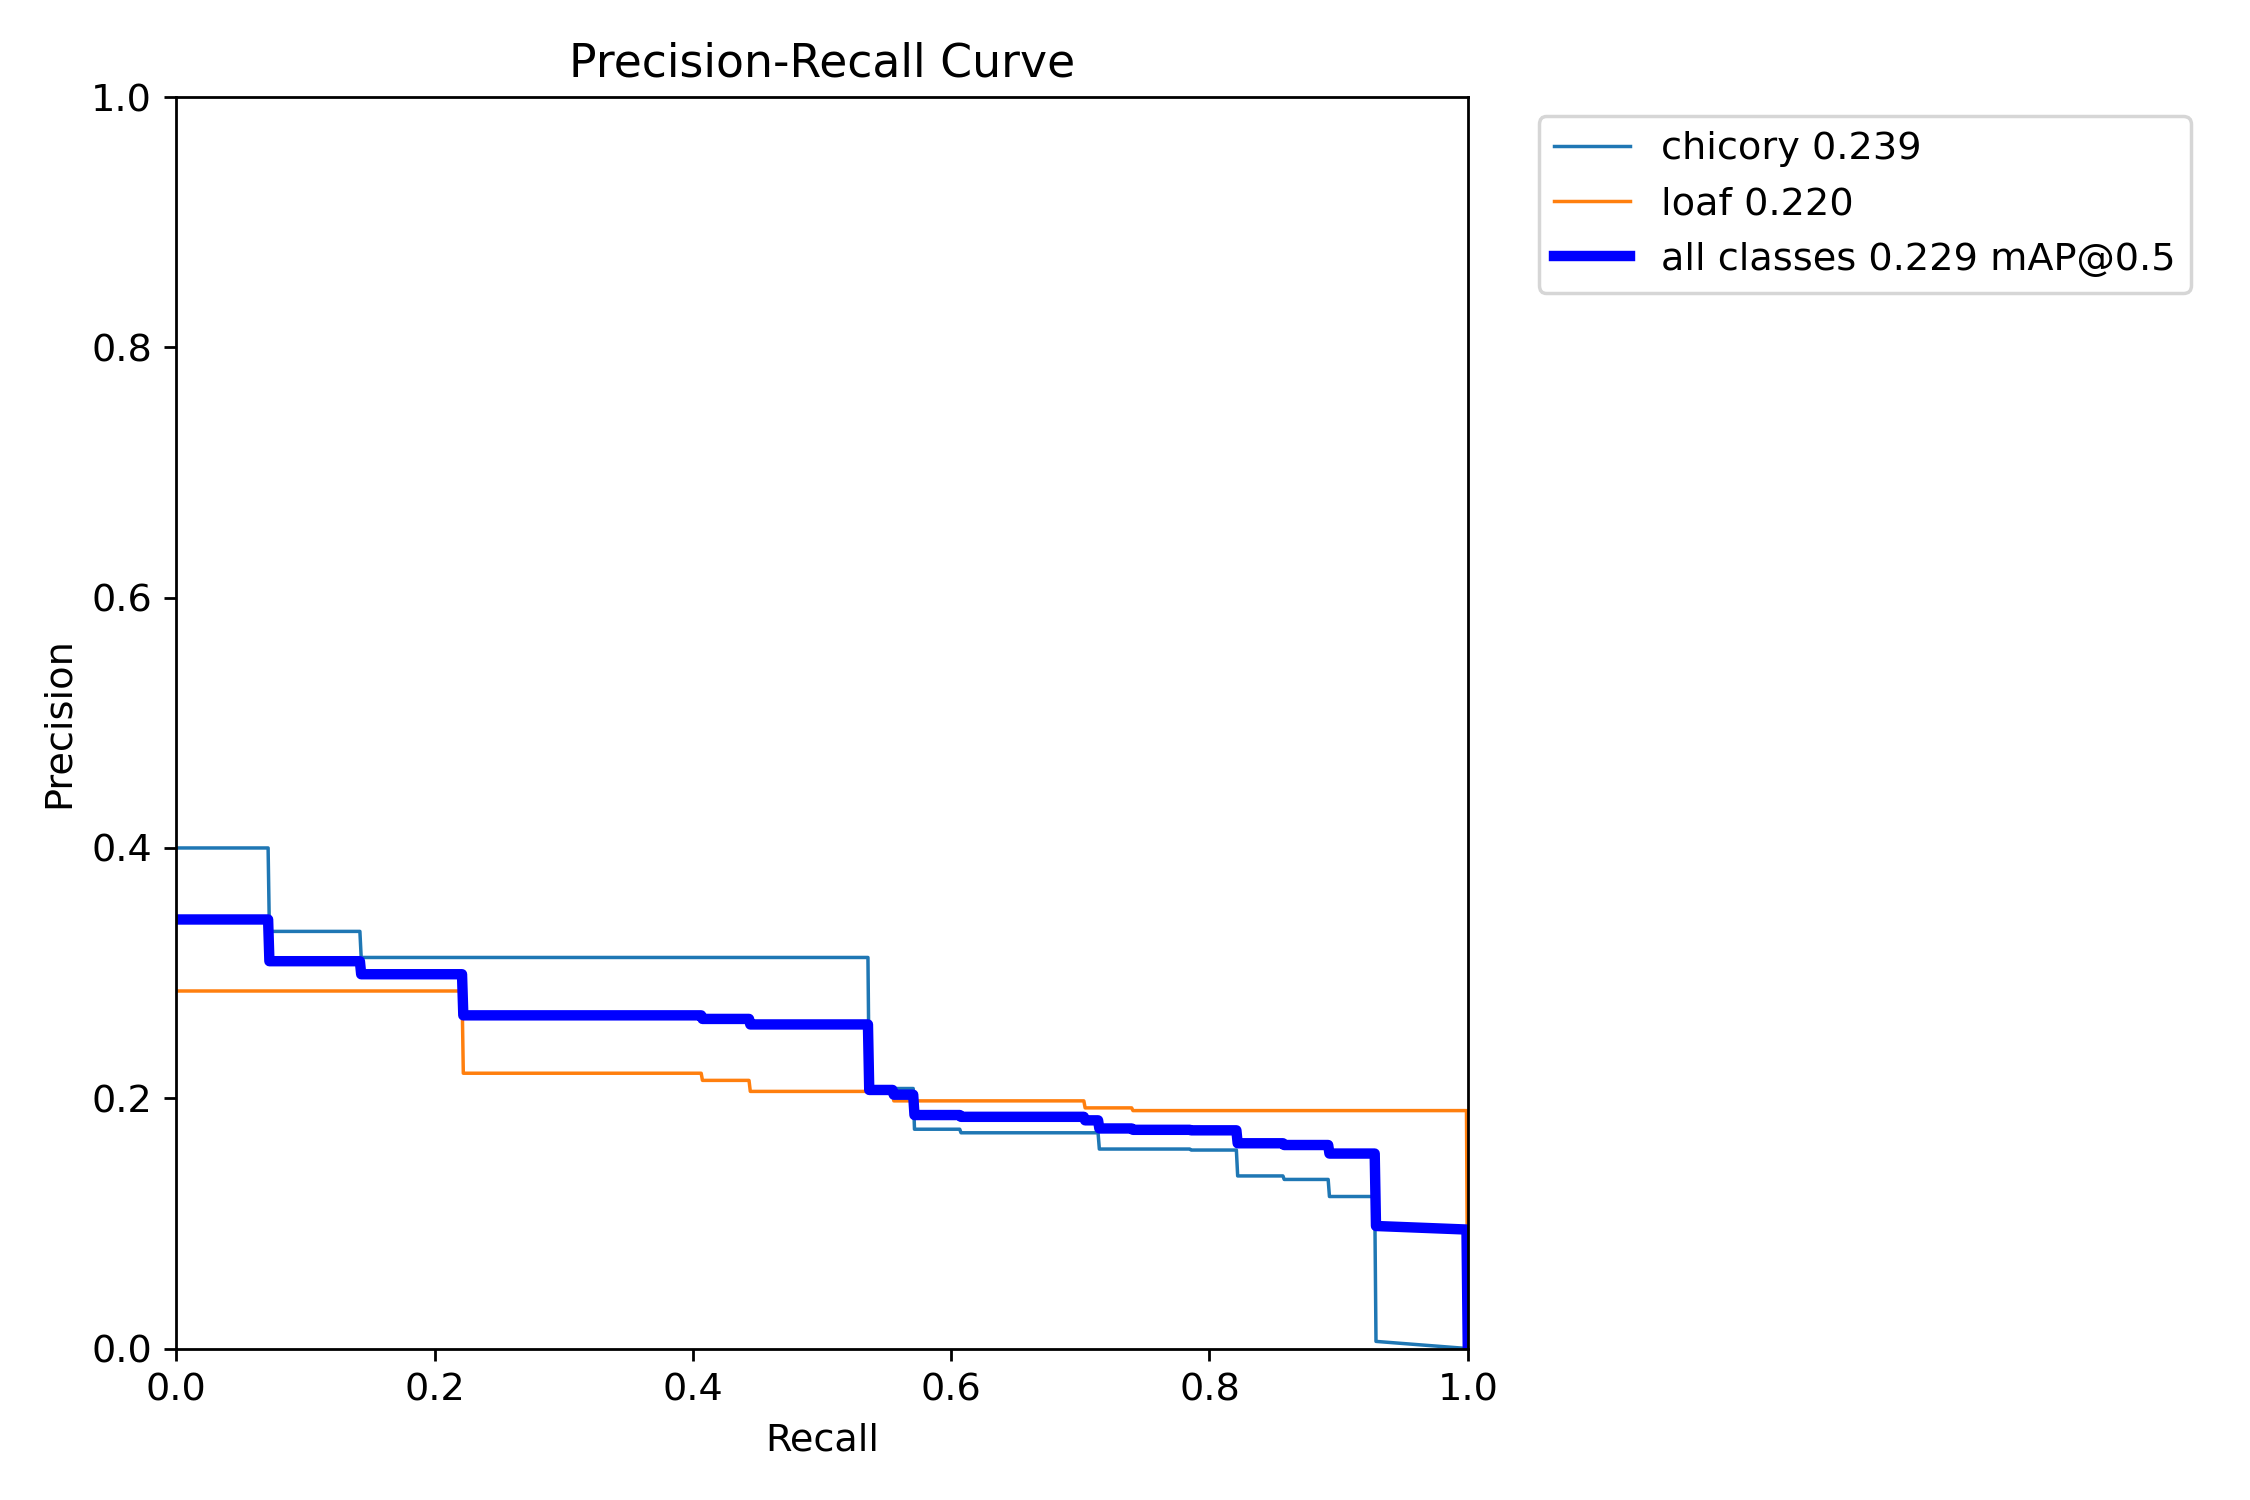 Precision-Recall Curve
1.0
0.8
0.6
0.4
0.2
0.0
Precision
0.0 0.2 0.4 0.6 0.8 1.0
Recall
chicory 0.239
loaf 0.220
all classes 0.229 mAP@0.5